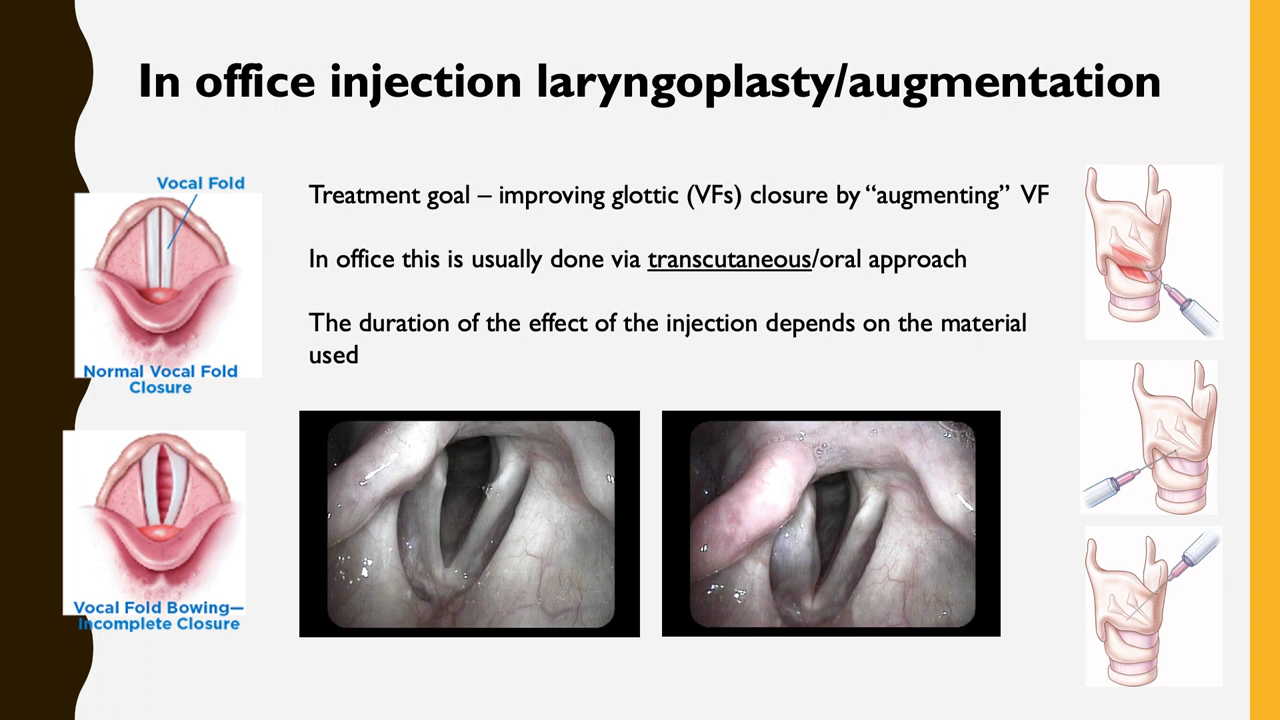 In office injection laryngoplasty/augmentation
Vocal Fold
Normal Vocal Fold
Closure
Vocal Fold Bowing—
Incomplete Closure
Treatment goal – improving glottic (VFs) closure by “augmenting” VF
In office this is usually done via transcutaneous/oral approach
The duration of the effect of the injection depends on the material
used